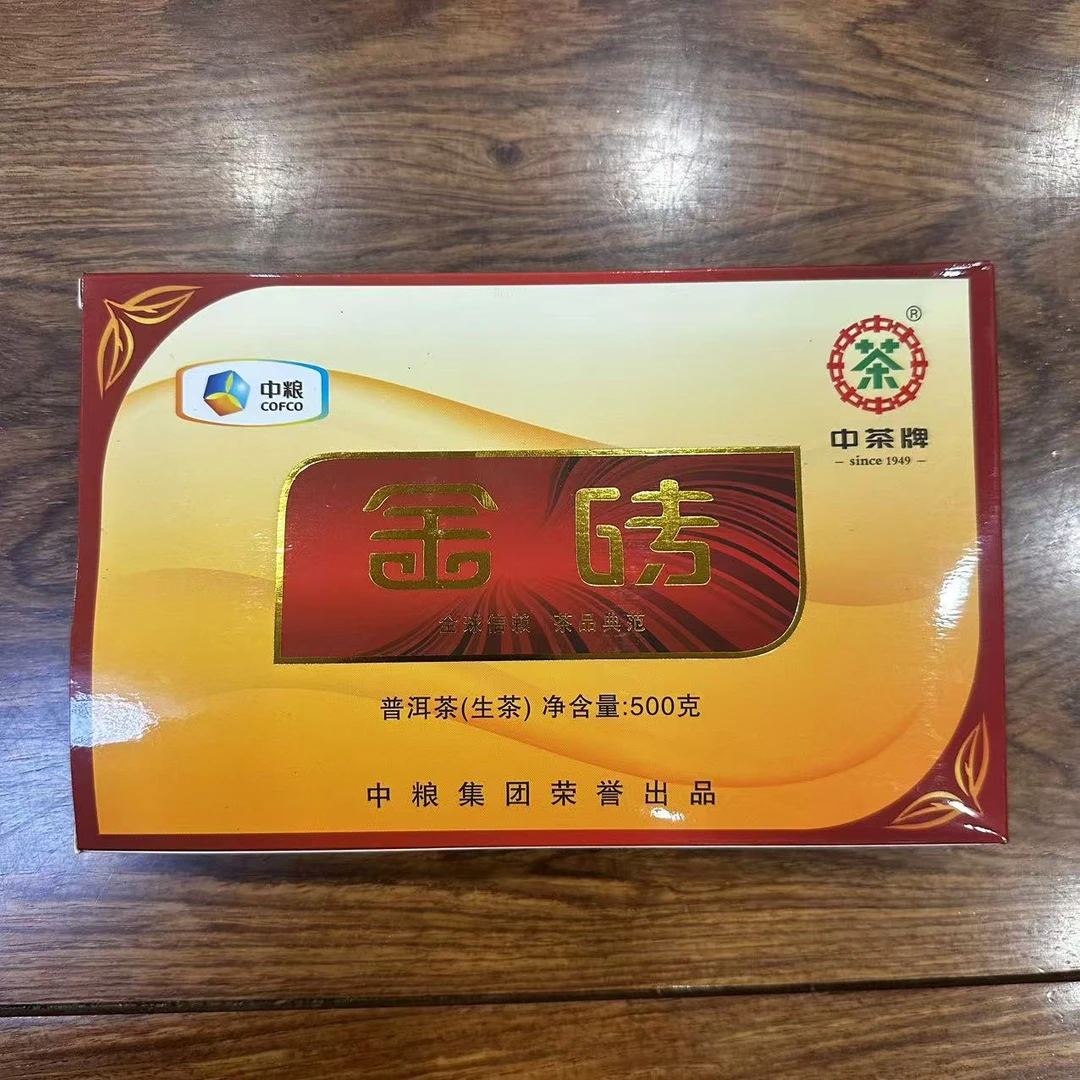 中粮
COFCO
茶
®
中茶牌
since 1949
金砖
全球信赖 茶品典范
普洱茶(生茶) 净含量:500克
中粮集团荣誉出品